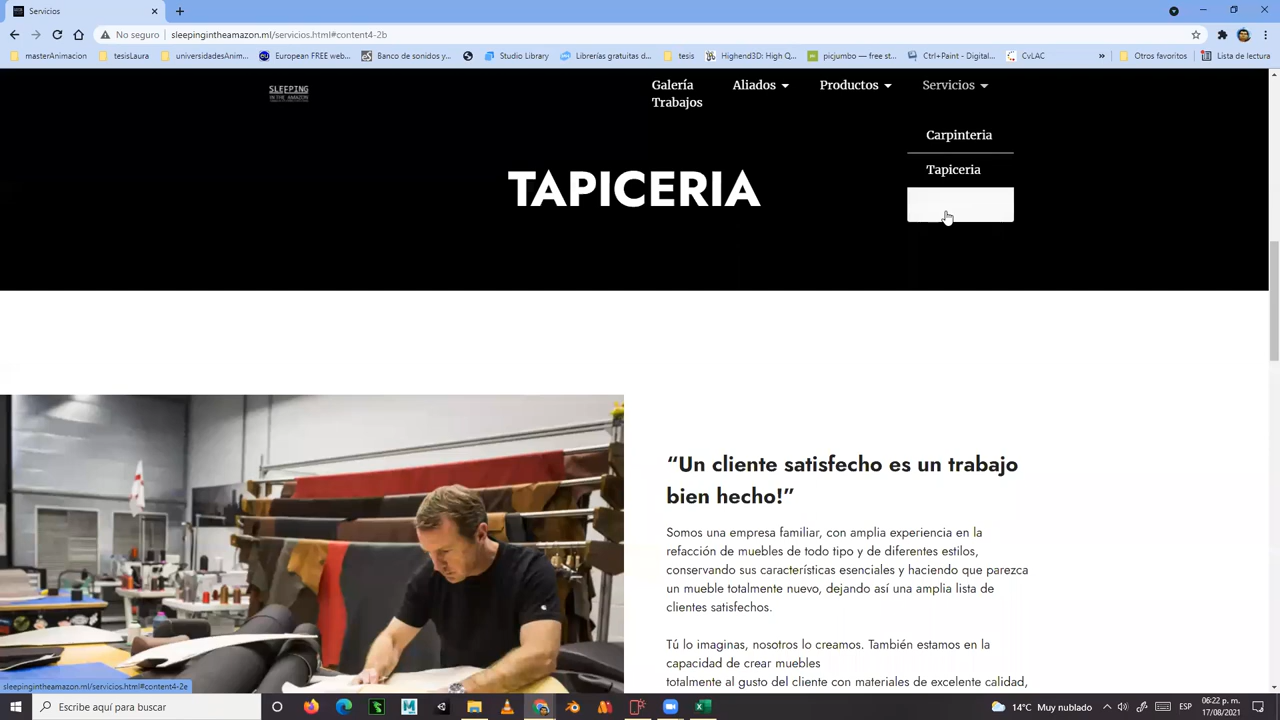 Servicios
No seguro
sleepingintheamazon.ml/servicios.html#content4-2b
masterAnimacion
tesisLaura
universidadesAnim...
European FREE web...
Banco de sonidos y...
Studio Library
Librerías gratuitas d...
tesis
Highend3D: High Q...
picjumbo — free st...
Ctrl+Paint - Digital...
CvLAC
»
Otros favoritos
Lista de lectura
SLEEPING
IN THE AMAZON
Galería
Trabajos
Aliados
Productos
Servicios
Carpinteria
Tapiceria
TAPICERIA
“Un cliente satisfecho es un trabajo
bien hecho!”
Somos una empresa familiar, con amplia experiencia en la
refacción de muebles de todo tipo y de diferentes estilos,
conservando sus características esenciales y haciendo que parezca
un mueble totalmente nuevo, dejando así una amplia lista de
clientes satisfechos.
Tú lo imaginas, nosotros lo creamos. También estamos en la
capacidad de crear muebles
totalmente al gusto del cliente con materiales de excelente calidad,
sleepingintheamazon.ml/servicios.html#content4-2e
Escribe aquí para buscar
14°C Muy nublado
ESP
06:22 p. m.
17/08/2021